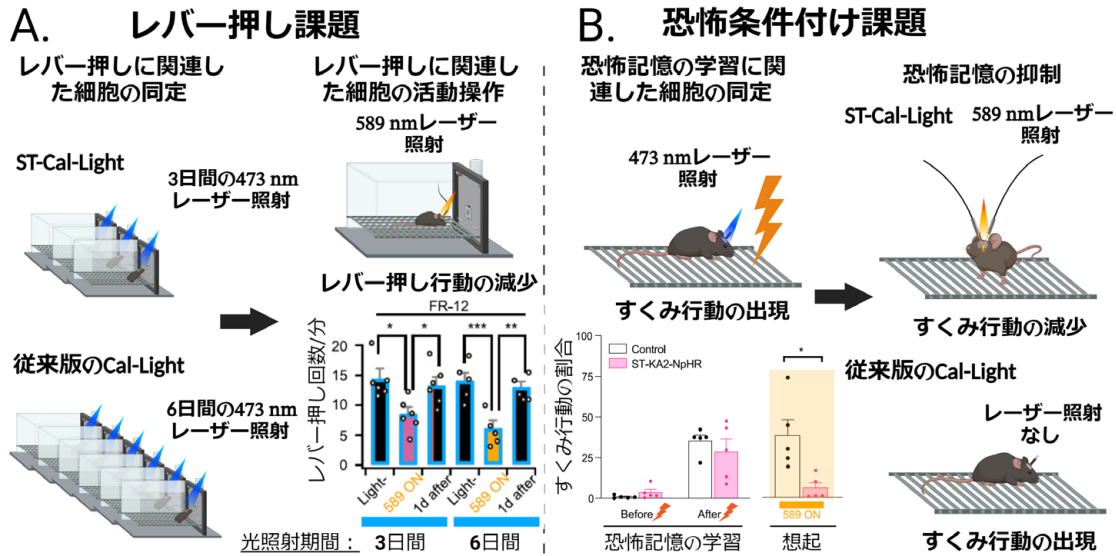 A.
レバー押し課題
レバー押しに関連し
た細胞の同定
ST-Cal-Light
3日間の473 nm
レーザー照射
従来版のCal-Light
6日間の473 nm
レーザー照射
レバー押しに関連し
た細胞の活動操作
589 nmレーザー
照射
レバー押し行動の減少
FR-12
* * *** **
レバー押し回数/分
20
15
10
5
0
Light-
589 ON
1d after
Light-
589 ON
1d after
光照射期間： 3日間 6日間
B.
恐怖条件付け課題
恐怖記憶の学習に関
連した細胞の同定
473 nmレーザー
照射
すくみ行動の出現
すくみ行動の割合
100
75
50
25
0
Control
ST-KA2-NpHR
*
Before
After
589 ON
恐怖記憶の学習
想起
恐怖記憶の抑制
ST-Cal-Light
589 nmレーザー
照射
すくみ行動の減少
従来版のCal-Light
レーザー照射
なし
すくみ行動の出現